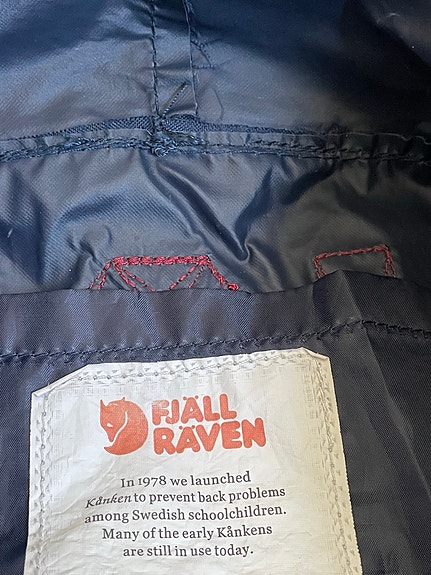 FJÄLL
RÄVEN
In 1978 we launched
Kånken to prevent back problems
among Swedish schoolchildren.
Many of the early Kånkens
are still in use today.